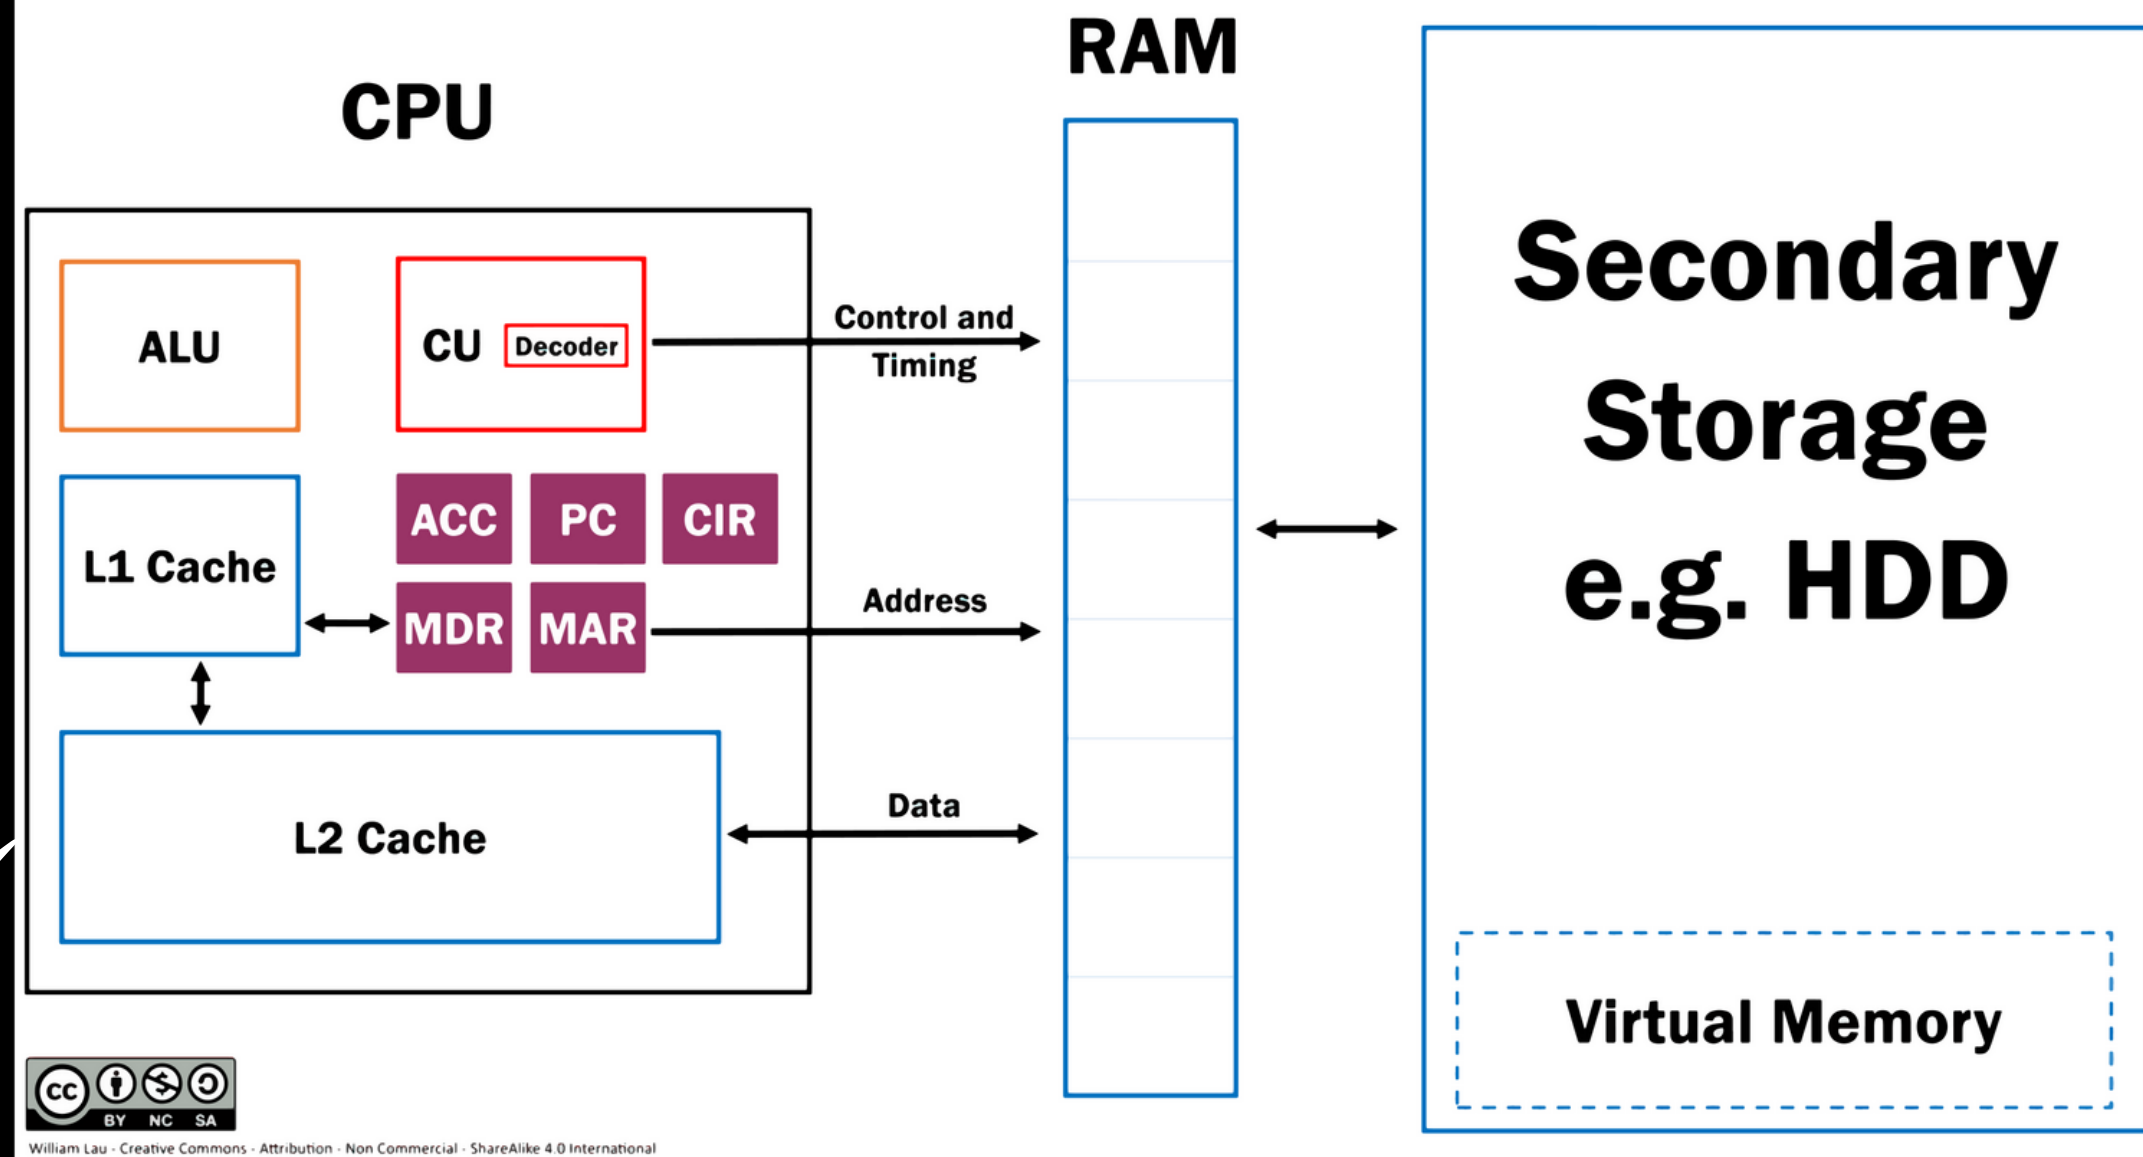 RAM
CPU
ALU
CU
Decoder
Control and
Timing
L1 Cache
ACC
PC
CIR
MDR
MAR
Address
L2 Cache
Data
Secondary
Storage
e.g. HDD
Virtual Memory
cc
BY NC SA
William Lau - Creative Commons - Attribution - Non Commercial - ShareAlike 4.0 International